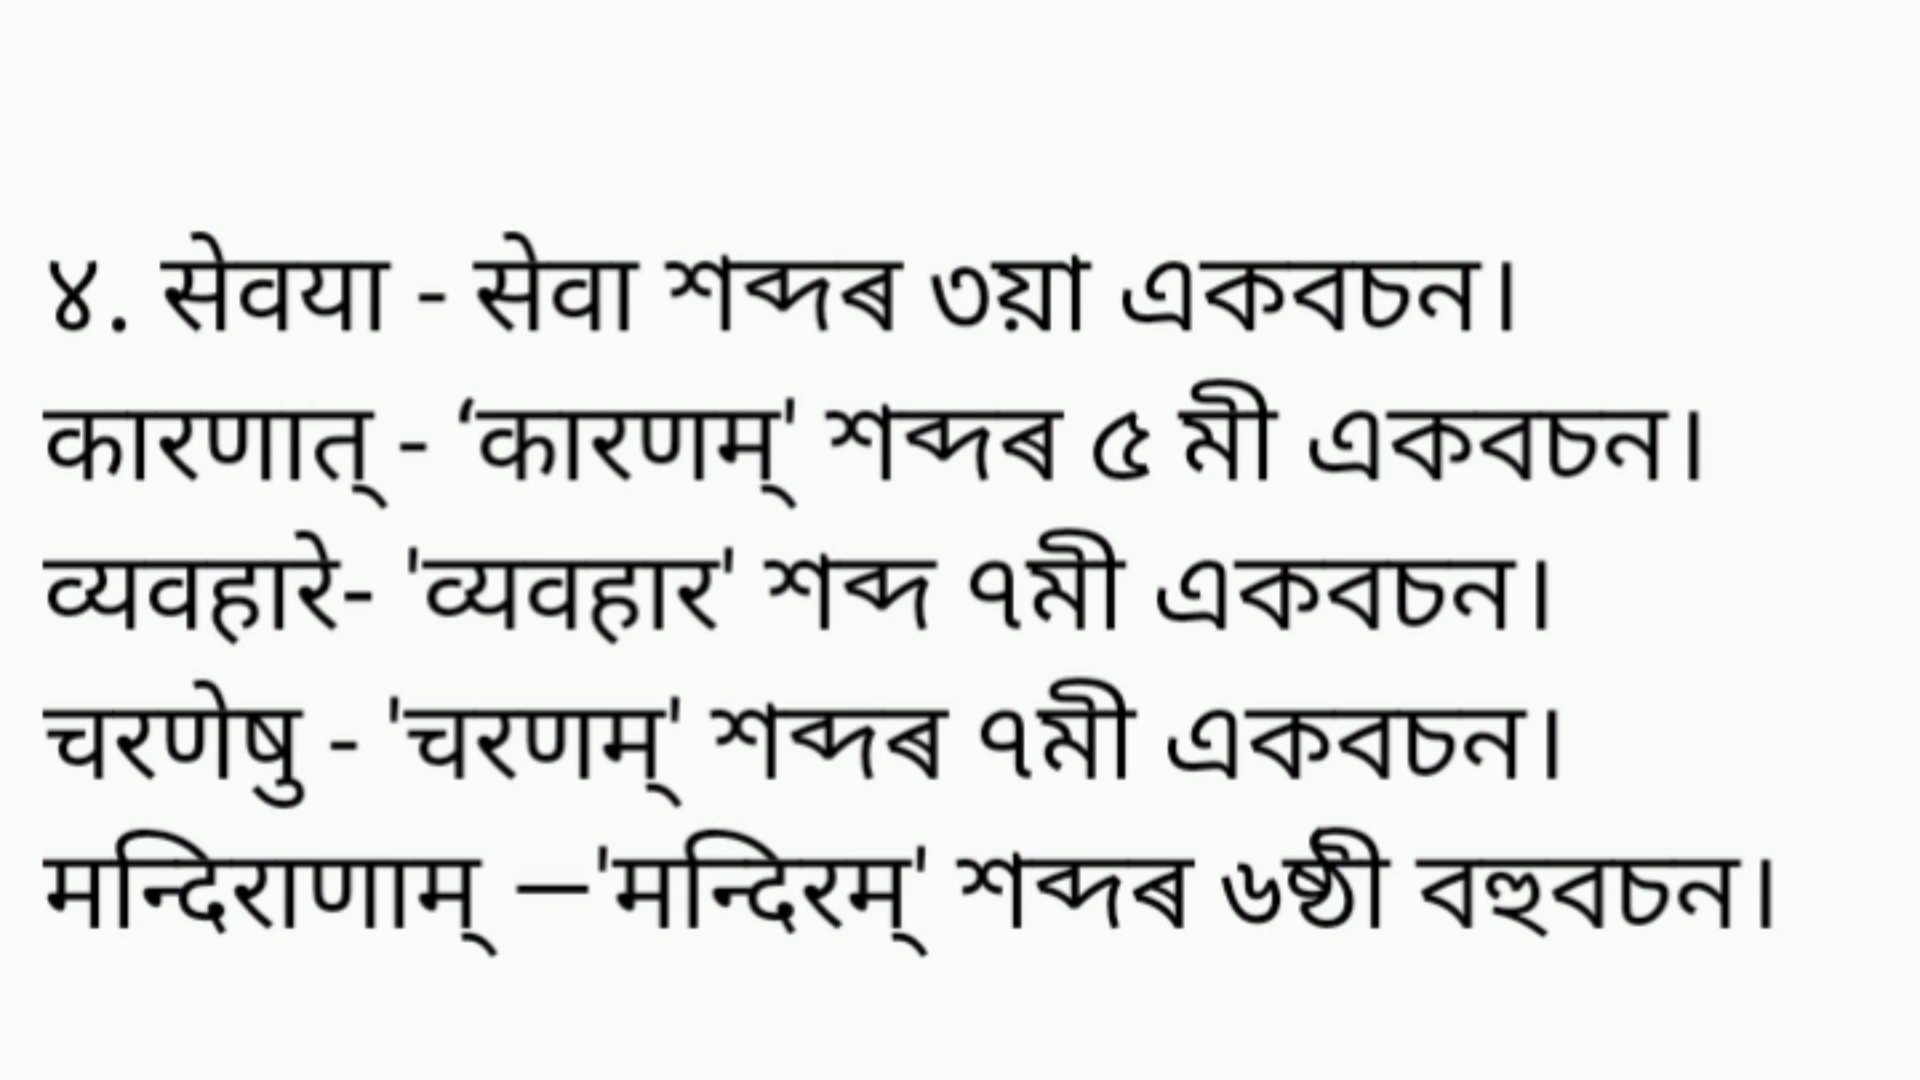 ४. सेवया - सेवा শব্দৰ ৩য়া একবচন।
कारणात् - ‘कारणम्' শব্দৰ ৫ মী একবচন।
व्यवहारे- 'व्यवहार' শব্দ ৭মী একবচন।
चरणेषु - 'चरणम्' শব্দৰ ৭মী একবচন।
मन्दिराणाम् –'मन्दिरम्' শব্দৰ ৬ষ্ঠী বহুবচন।